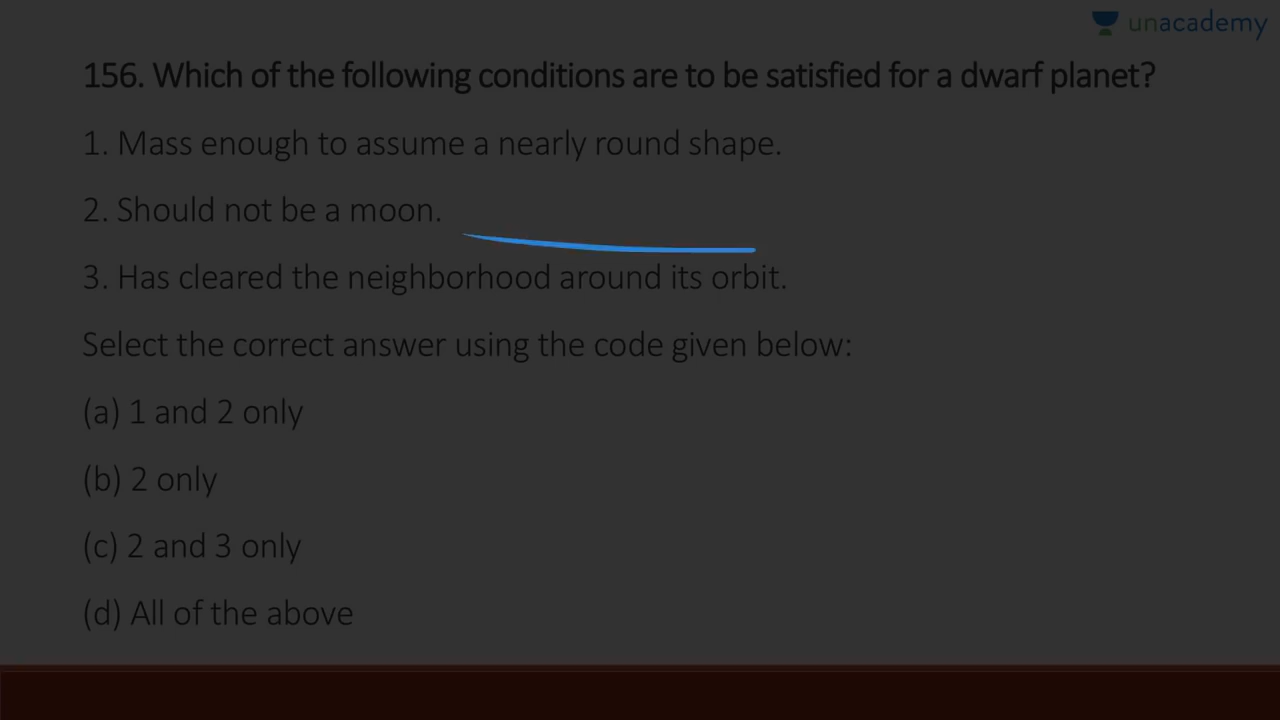 unacademy
156. Which of the following conditions are to be satisfied for a dwarf planet?
1. Mass enough to assume a nearly round shape.
2. Should not be a moon.
3. Has cleared the neighborhood around its orbit.
Select the correct answer using the code given below:
(a) 1 and 2 only
(b) 2 only
(c) 2 and 3 only
(d) All of the above